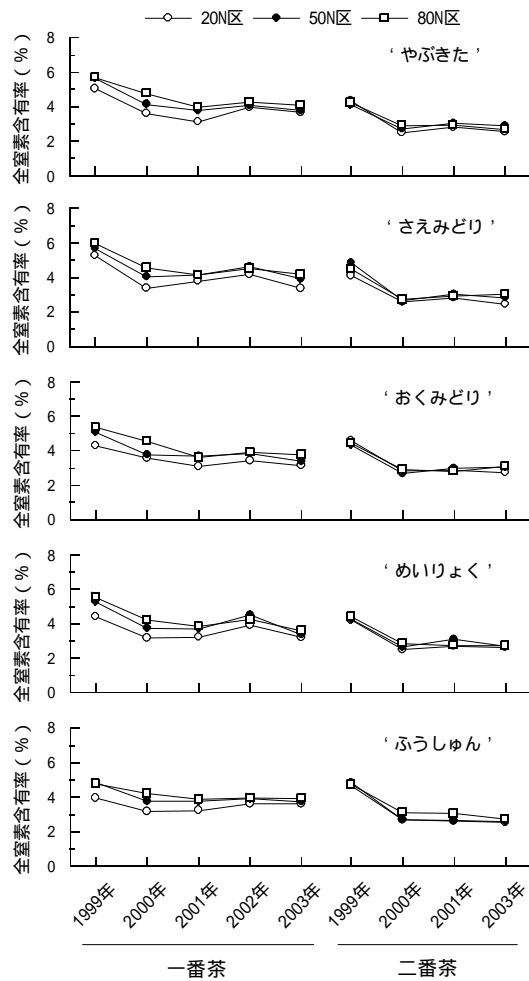 20N区 50N区 80N区
全窒素含有率(%)
8
6
4
2
0
‘やぶきた’
全窒素含有率(%)
8
6
4
2
0
‘さえみどり’
全窒素含有率(%)
8
6
4
2
0
‘おくみどり’
全窒素含有率(%)
8
6
4
2
0
‘めいりょく’
全窒素含有率(%)
8
6
4
2
0
‘ふうしゅん’
1999年 2000年 2001年 2002年 2003年 1999年 2000年 2001年 2003年
一番茶 二番茶